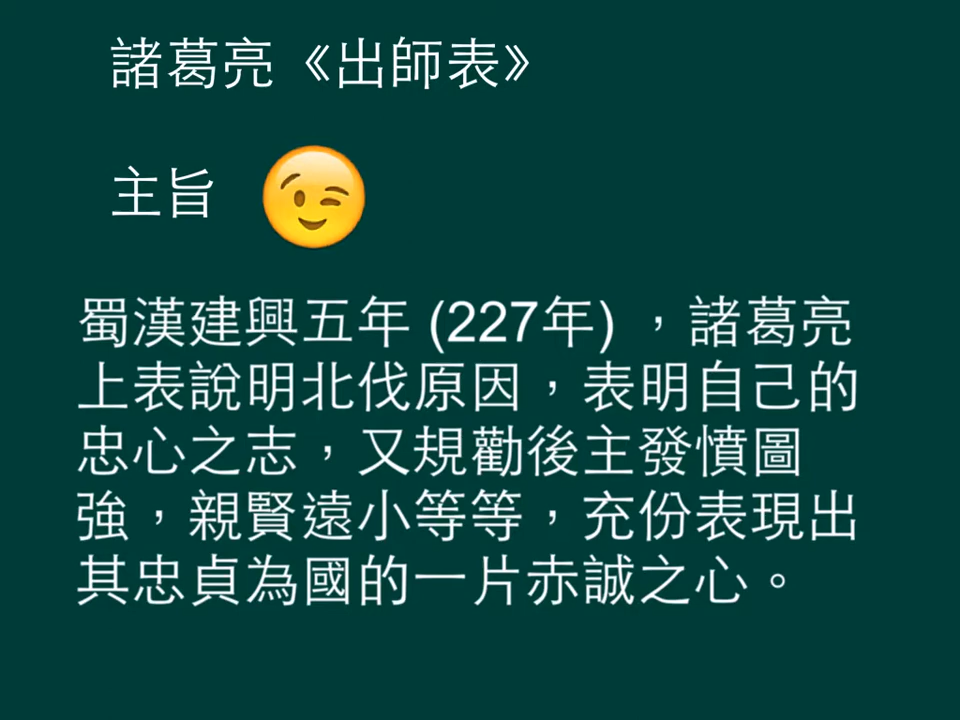 諸葛亮《出師表》
主旨
蜀漢建興五年 (227年) ，諸葛亮
上表說明北伐原因，表明自己的
忠心之志，又規勸後主發憤圖
強，親賢遠小等等，充份表現出
其忠貞為國的一片赤誠之心。